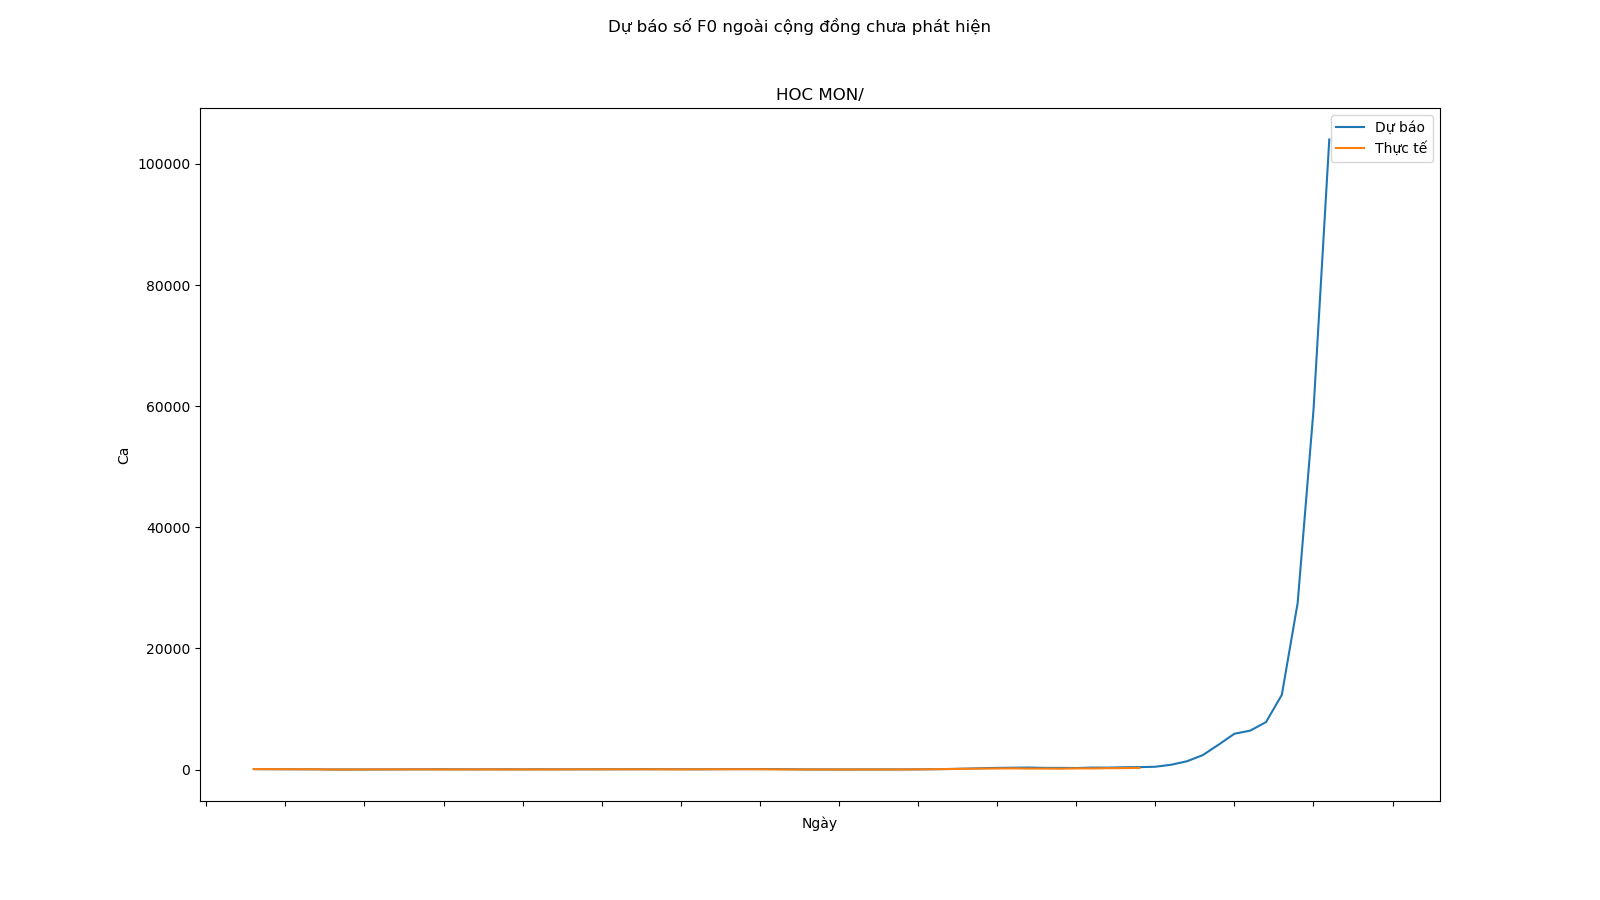 Dự báo số F0 ngoài cộng đồng chưa phát hiện
HOC MON/
Dự báo
Thực tế
100000
80000
60000
40000
20000
0
Ca
Ngày